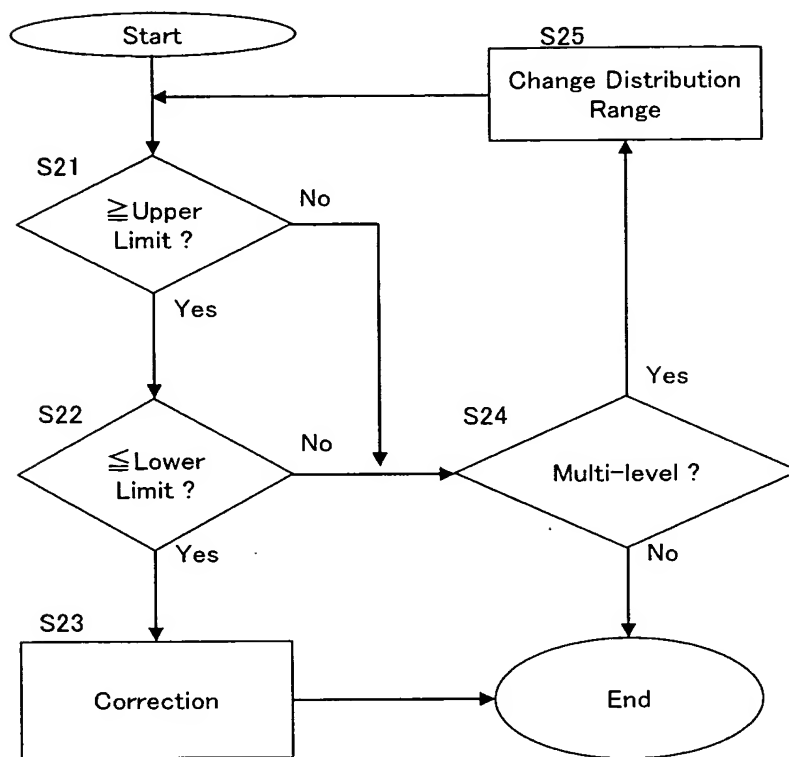 Start
S25
Change Distribution
Range
S21
≧Upper
Limit ?
No
Yes
S22
≦Lower
Limit ?
No
Yes
S24
Multi-level ?
Yes
No
S23
Correction
End